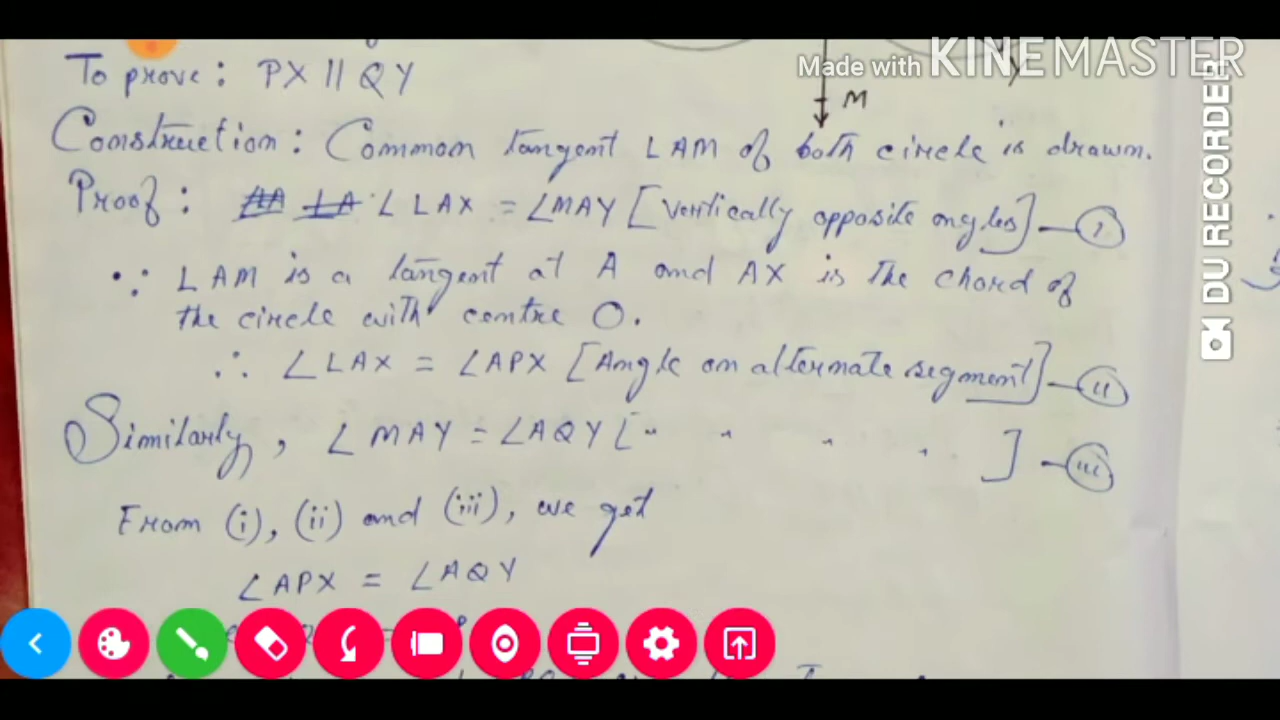 Made with KINEMASTER
Y
M
To prove: PX || QY
Construction: Common tangent LAM of both circle is drawn.
Proof: ∠LAX = ∠MAY [Vertically opposite angles] — (i)
∵ LAM is a tangent at A and AX is the chord of
the circle with centre O.
∴ ∠LAX = ∠APX [Angle on alternate segment] — (ii)
Similarly, ∠MAY = ∠AQY [ " " " " ] — (iii)
From (i), (ii) and (iii), we get
∠APX = ∠AQY
DU RECORDER